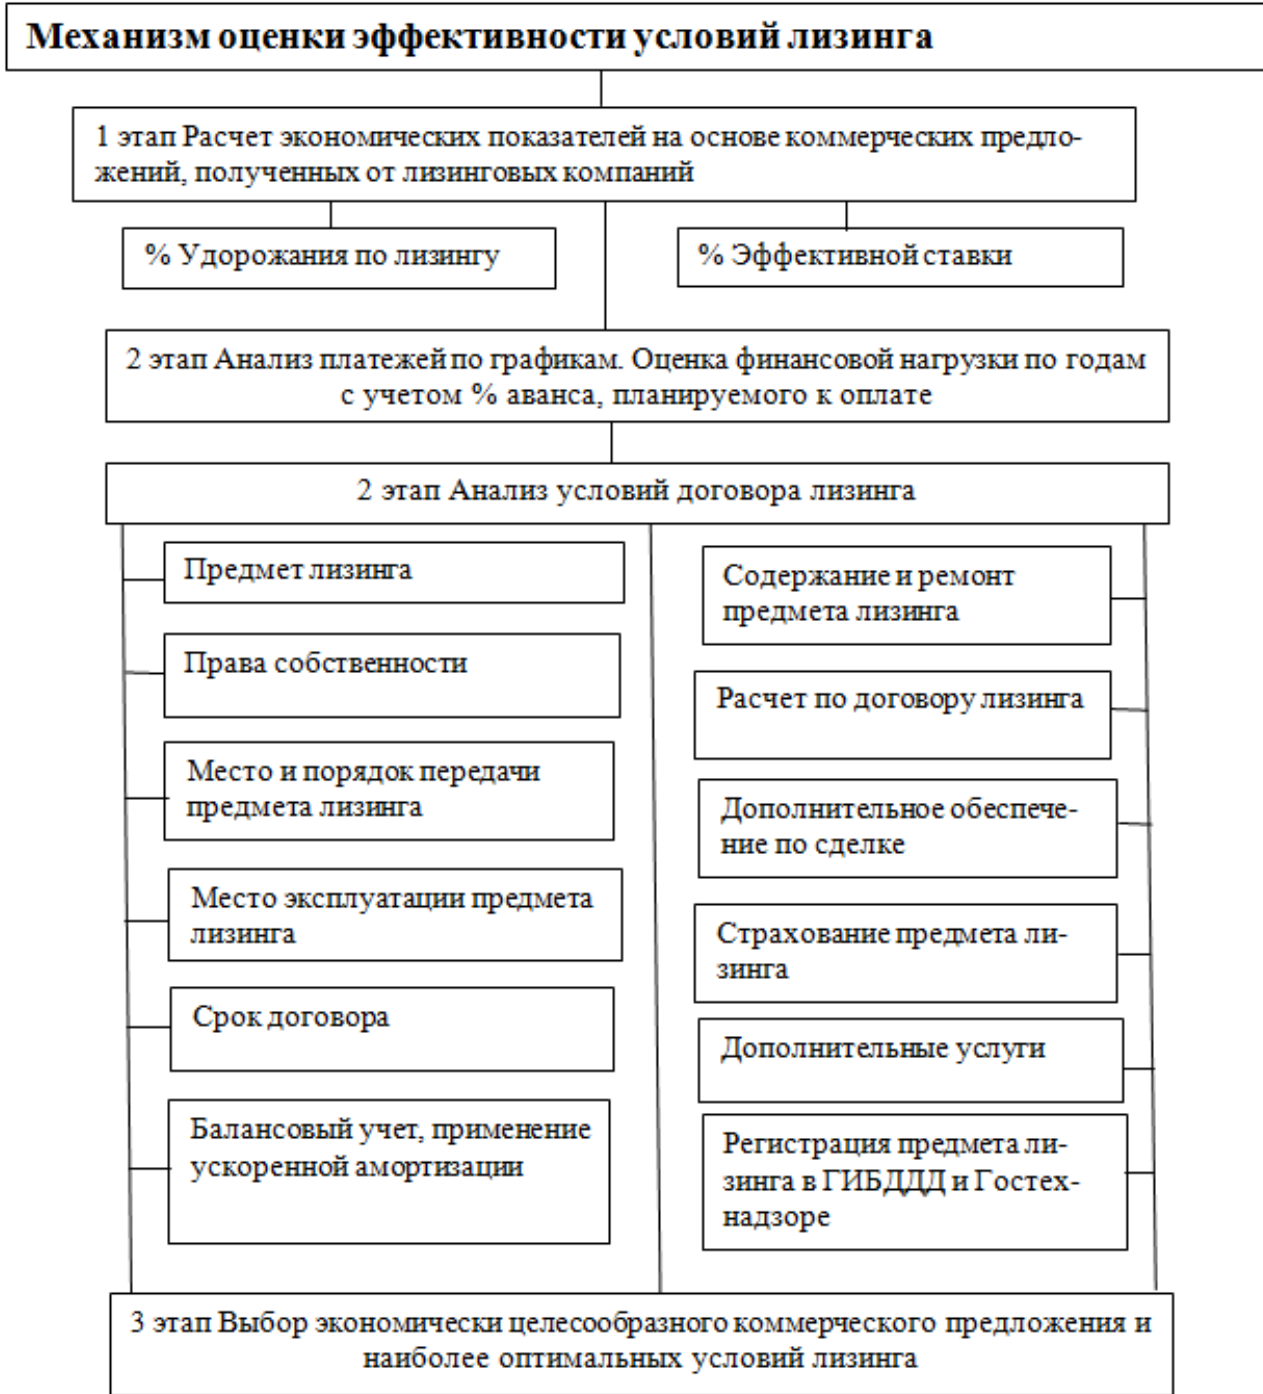 Механизм оценки эффективности условий лизинга
1 этап Расчет экономических показателей на основе коммерческих предло-
жений, полученных от лизинговых компаний
% Удорожания по лизингу
% Эффективной ставки
2 этап Анализ платежей по графикам. Оценка финансовой нагрузки по годам
с учетом % аванса, планируемого к оплате
2 этап Анализ условий договора лизинга
Предмет лизинга
Права собственности
Место и порядок передачи
предмета лизинга
Место эксплуатации предмета
лизинга
Срок договора
Балансовый учет, применение
ускоренной амортизации
Содержание и ремонт
предмета лизинга
Расчет по договору лизинга
Дополнительное обеспече-
ние по сделке
Страхование предмета ли-
зинга
Дополнительные услуги
Регистрация предмета ли-
зинга в ГИБДДД и Гостех-
надзоре
3 этап Выбор экономически целесообразного коммерческого предложения и
наиболее оптимальных условий лизинга